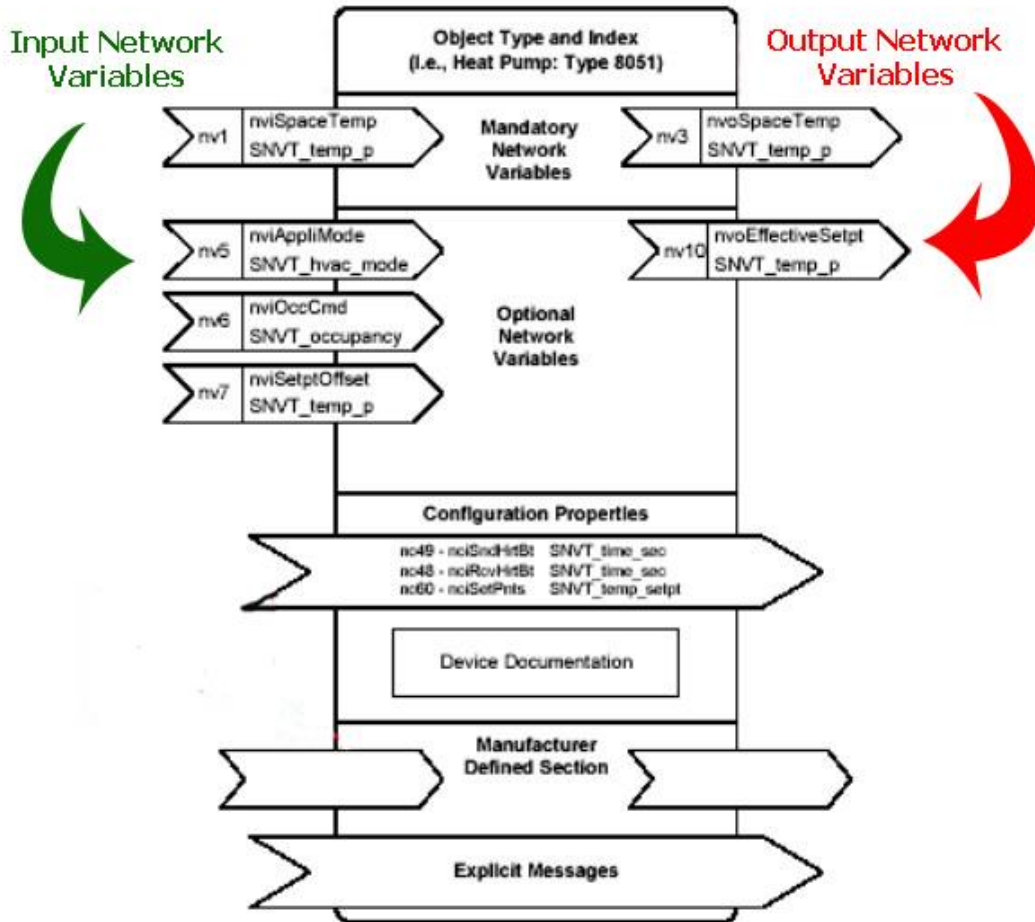 Input Network
Variables
Object Type and Index
(I.e., Heat Pump: Type 8051)
Output Network
Variables
nv1
nviSpaceTemp
SNVT_temp_p
Mandatory
Network
Variables
nv3
nvoSpaceTemp
SNVT_temp_p
nv5
nviAppliMode
SNVT_hvac_mode
nv10
nvoEffectiveSetpt
SNVT_temp_p
nv6
nviOccCmd
SNVT_occupancy
Optional
Network
Variables
nv7
nviSetptOffset
SNVT_temp_p
Configuration Properties
nc49 - nciSndHrtBt SNVT_time_sec
nc48 - nciRcvHrtBt SNVT_time_sec
nc60 - nciSetPnts SNVT_temp_setpt
Device Documentation
Manufacturer
Defined Section
Explicit Messages